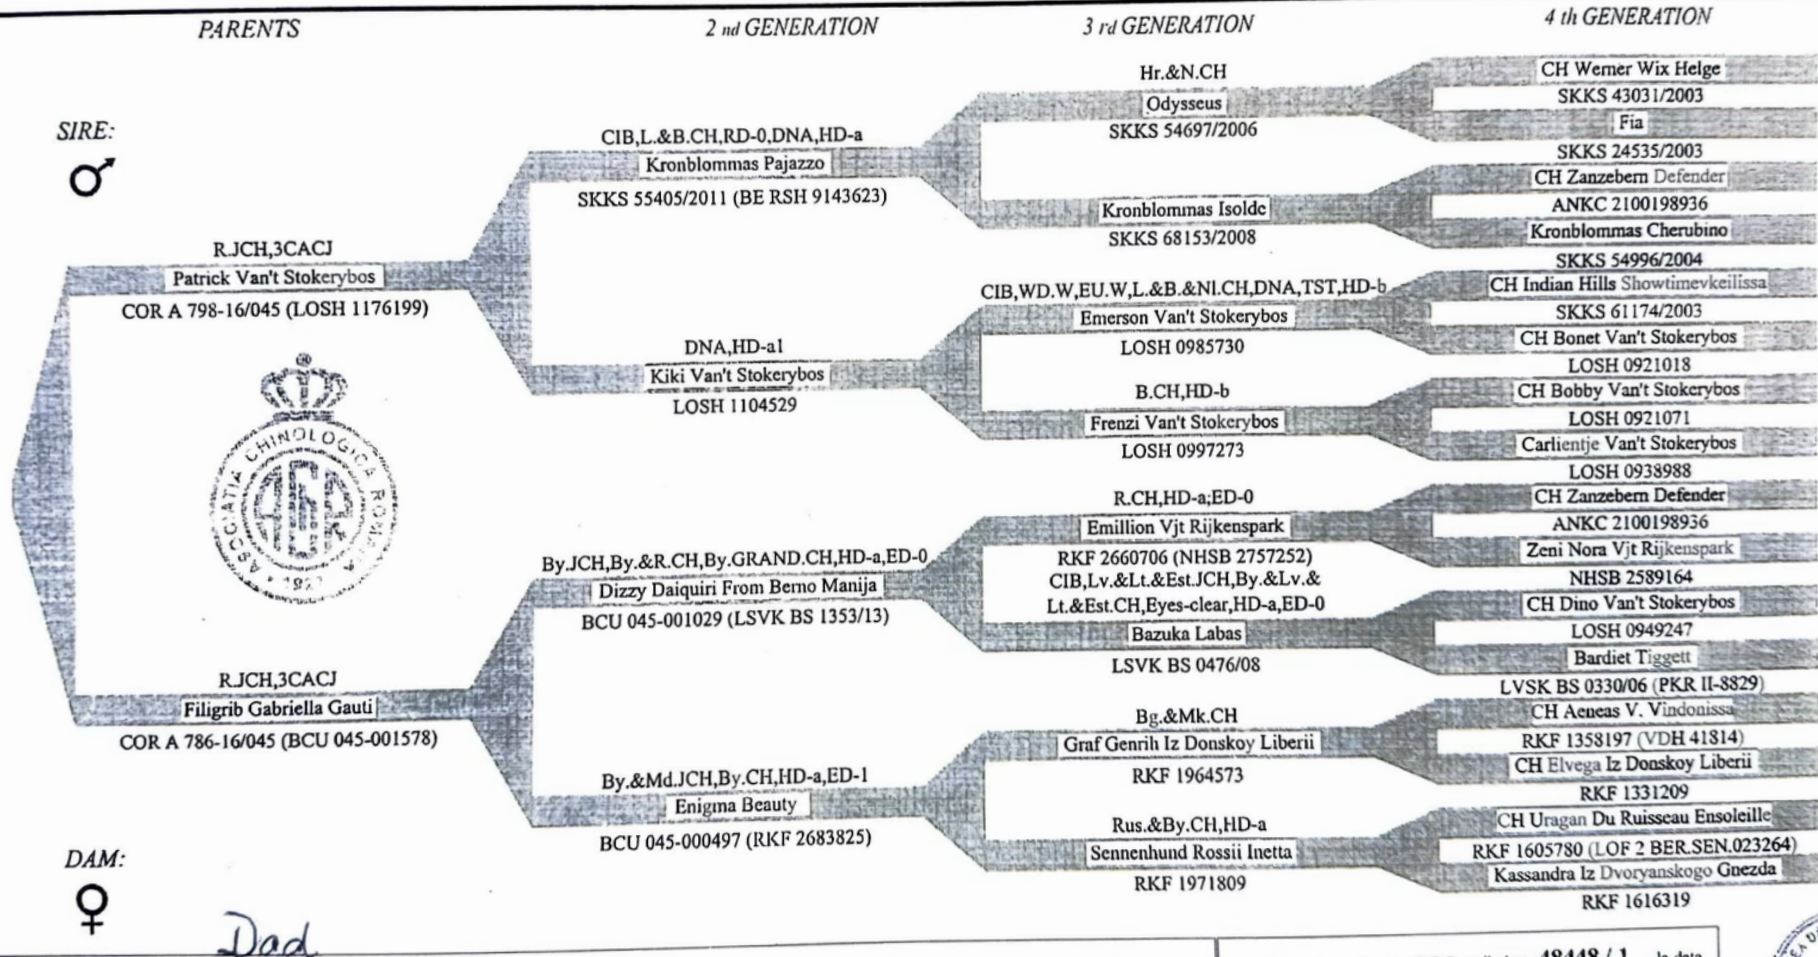 PARENTS
2 nd GENERATION
3 rd GENERATION
4 th GENERATION
SIRE:
♂
R.JCH,3CACJ
Patrick Van't Stokerybos
COR A 798-16/045 (LOSH 1176199)
ASOCIATIA CHINOLOGICA ROMANA
AChR
R.JCH,3CACJ
Filigrib Gabriella Gauti
COR A 786-16/045 (BCU 045-001578)
DAM:
♀
Dad
CIB,L.&B.CH,RD-0,DNA,HD-a
Kronblommas Pajazzo
SKKS 55405/2011 (BE RSH 9143623)
DNA,HD-a1
Kiki Van't Stokerybos
LOSH 1104529
By.JCH,By.&R.CH,By.GRAND.CH,HD-a,ED-0
Dizzy Daiquiri From Berno Manija
BCU 045-001029 (LSVK BS 1353/13)
By.&Md.JCH,By.CH,HD-a,ED-1
Enigma Beauty
BCU 045-000497 (RKF 2683825)
Hr.&N.CH
Odysseus
SKKS 54697/2006
Kronblommas Isolde
SKKS 68153/2008
CIB,WD.W,EU.W,L.&B.&Nl.CH,DNA,TST,HD-b
Emerson Van't Stokerybos
LOSH 0985730
B.CH,HD-b
Frenzi Van't Stokerybos
LOSH 0997273
R.CH,HD-a;ED-0
Emillion Vjt Rijkenspark
RKF 2660706 (NHSB 2757252)
CIB,Lv.&Lt.&Est.JCH,By.&Lv.&
Lt.&Est.CH,Eyes-clear,HD-a,ED-0
Bazuka Labas
LSVK BS 0476/08
Bg.&Mk.CH
Graf Genrih Iz Donskoy Liberii
RKF 1964573
Rus.&By.CH,HD-a
Sennenhund Rossii Inetta
RKF 1971809
CH Werner Wix Helge
SKKS 43031/2003
Fia
SKKS 24535/2003
CH Zanzebern Defender
ANKC 2100198936
Kronblommas Cherubino
SKKS 54996/2004
CH Indian Hills Showtimevkeilissa
SKKS 61174/2003
CH Bonet Van't Stokerybos
LOSH 0921018
CH Bobby Van't Stokerybos
LOSH 0921071
Carlientje Van't Stokerybos
LOSH 0938988
CH Zanzebern Defender
ANKC 2100198936
Zeni Nora Vjt Rijkenspark
NHSB 2589164
CH Dino Van't Stokerybos
LOSH 0949247
Bardiet Tiggett
LVSK BS 0330/06 (PKR II-8829)
CH Aeneas V. Vindonissa
RKF 1358197 (VDH 41814)
CH Elvega Iz Donskoy Liberii
RKF 1331209
CH Uragan Du Ruisseau Ensoleille
RKF 1605780 (LOF 2 BER.SEN.023264)
Kassandra Iz Dvoryanskogo Gnezda
RKF 1616319
48448 / 1